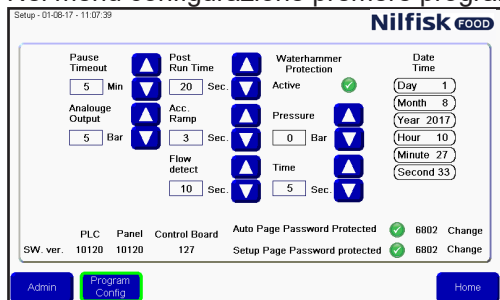 Setup - 01-08-17 - 11:07:39
Nilfisk FOOD
Pause Timeout
5 Min
Post Run Time
20 Sec.
Waterhammer Protection
Active
Date Time
Day 1
Month 8
Year 2017
Hour 10
Minute 27
Second 33
Analouge Output
5 Bar
Acc. Ramp
3 Sec.
Pressure
0 Bar
Flow detect
10 Sec.
Time
5 Sec.
PLC Panel Control Board
SW. ver. 10120 10120 127
Auto Page Password Protected 6802 Change
Setup Page Password protected 6802 Change
Admin
Program Config
Home